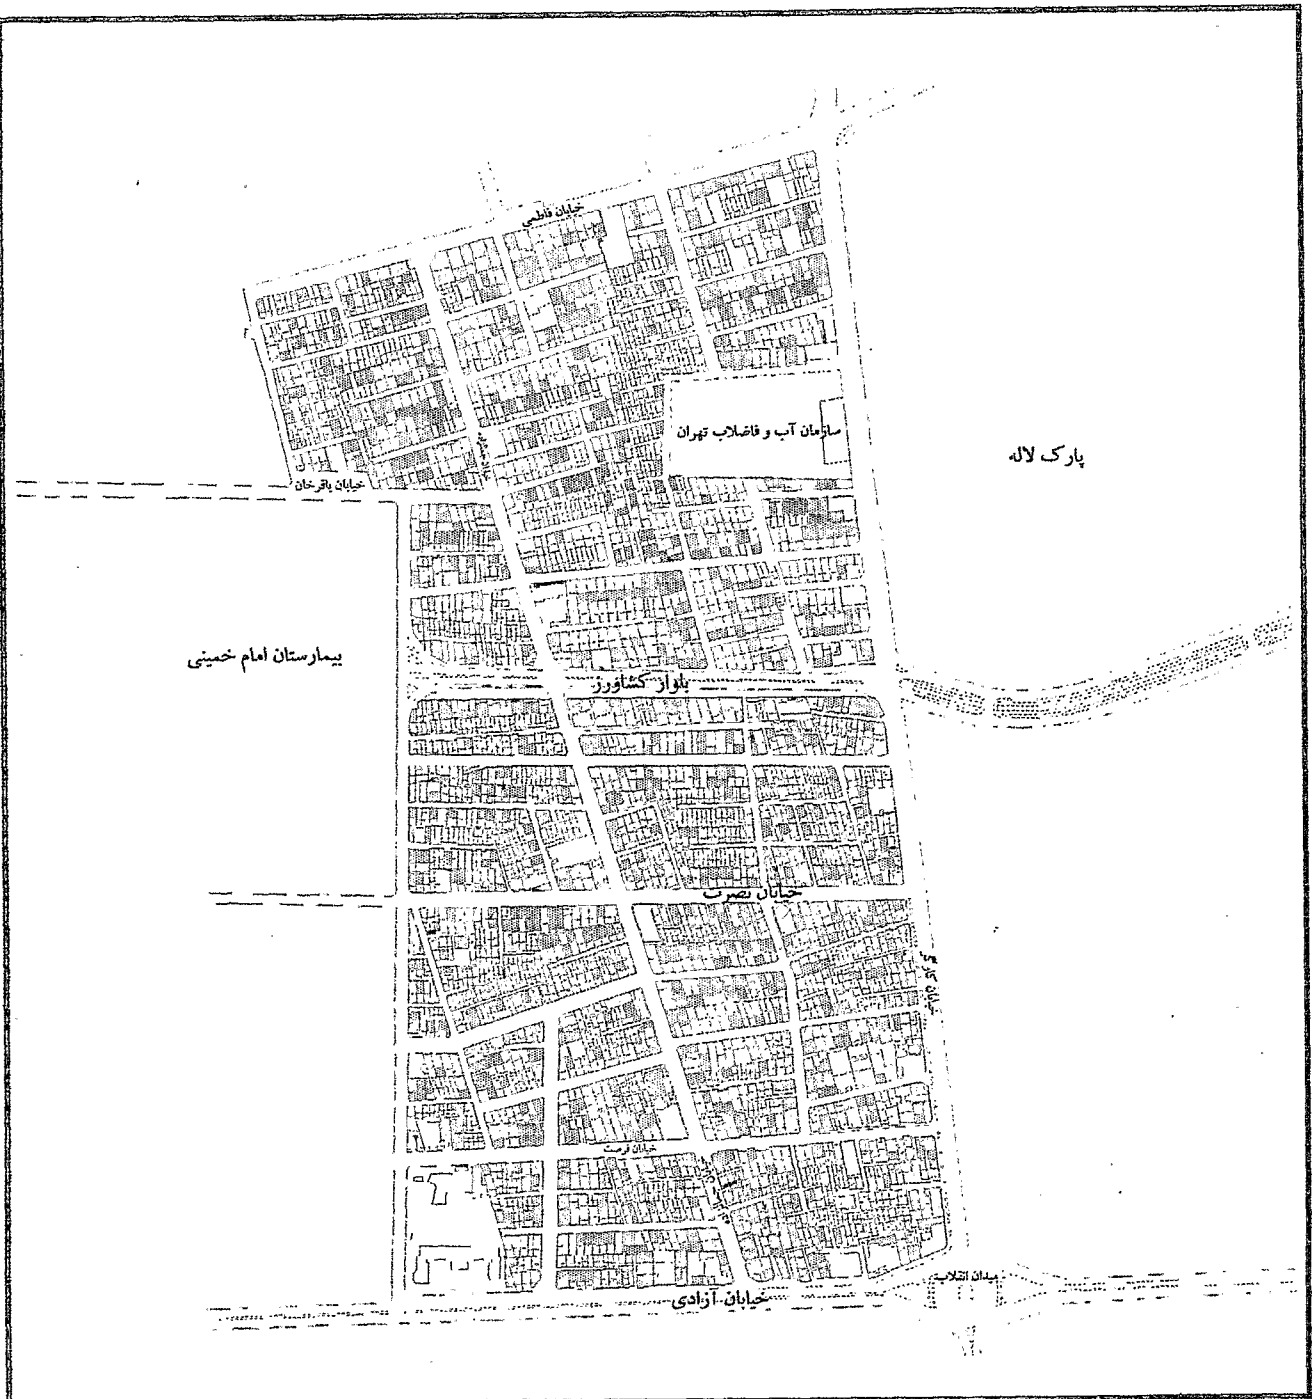 خیابان فاطمی
سازمان آب و فاضلاب تهران
پارک لاله
خیابان باقرخان
بیمارستان امام خمینی
بلوار کشاورز
خیابان نصرت
خیابان کارگر
خیابان فرصت
میدان انقلاب
خیابان آزادی